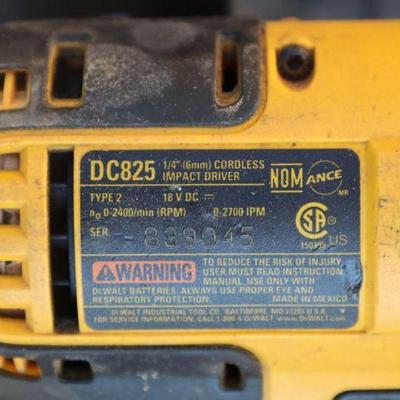 DC825 1/4" (6mm) CORDLESS
IMPACT DRIVER
NOM ANCE
MR
TYPE 2 18 V DC ⎓
n₀ 0-2400/min (RPM) 0-2700 IPM
SER. 839045
SA
150393 US
WARNING TO REDUCE THE RISK OF INJURY,
USER MUST READ INSTRUCTION
MANUAL. USE ONLY WITH
DEWALT BATTERIES. ALWAYS USE PROPER EYE AND
RESPIRATORY PROTECTION. MADE IN MEXICO
DEWALT INDUSTRIAL TOOL CO., BALTIMORE, MD 21286 U.S.A.
FOR SERVICE INFORMATION, CALL 1-800-4-DEWALT